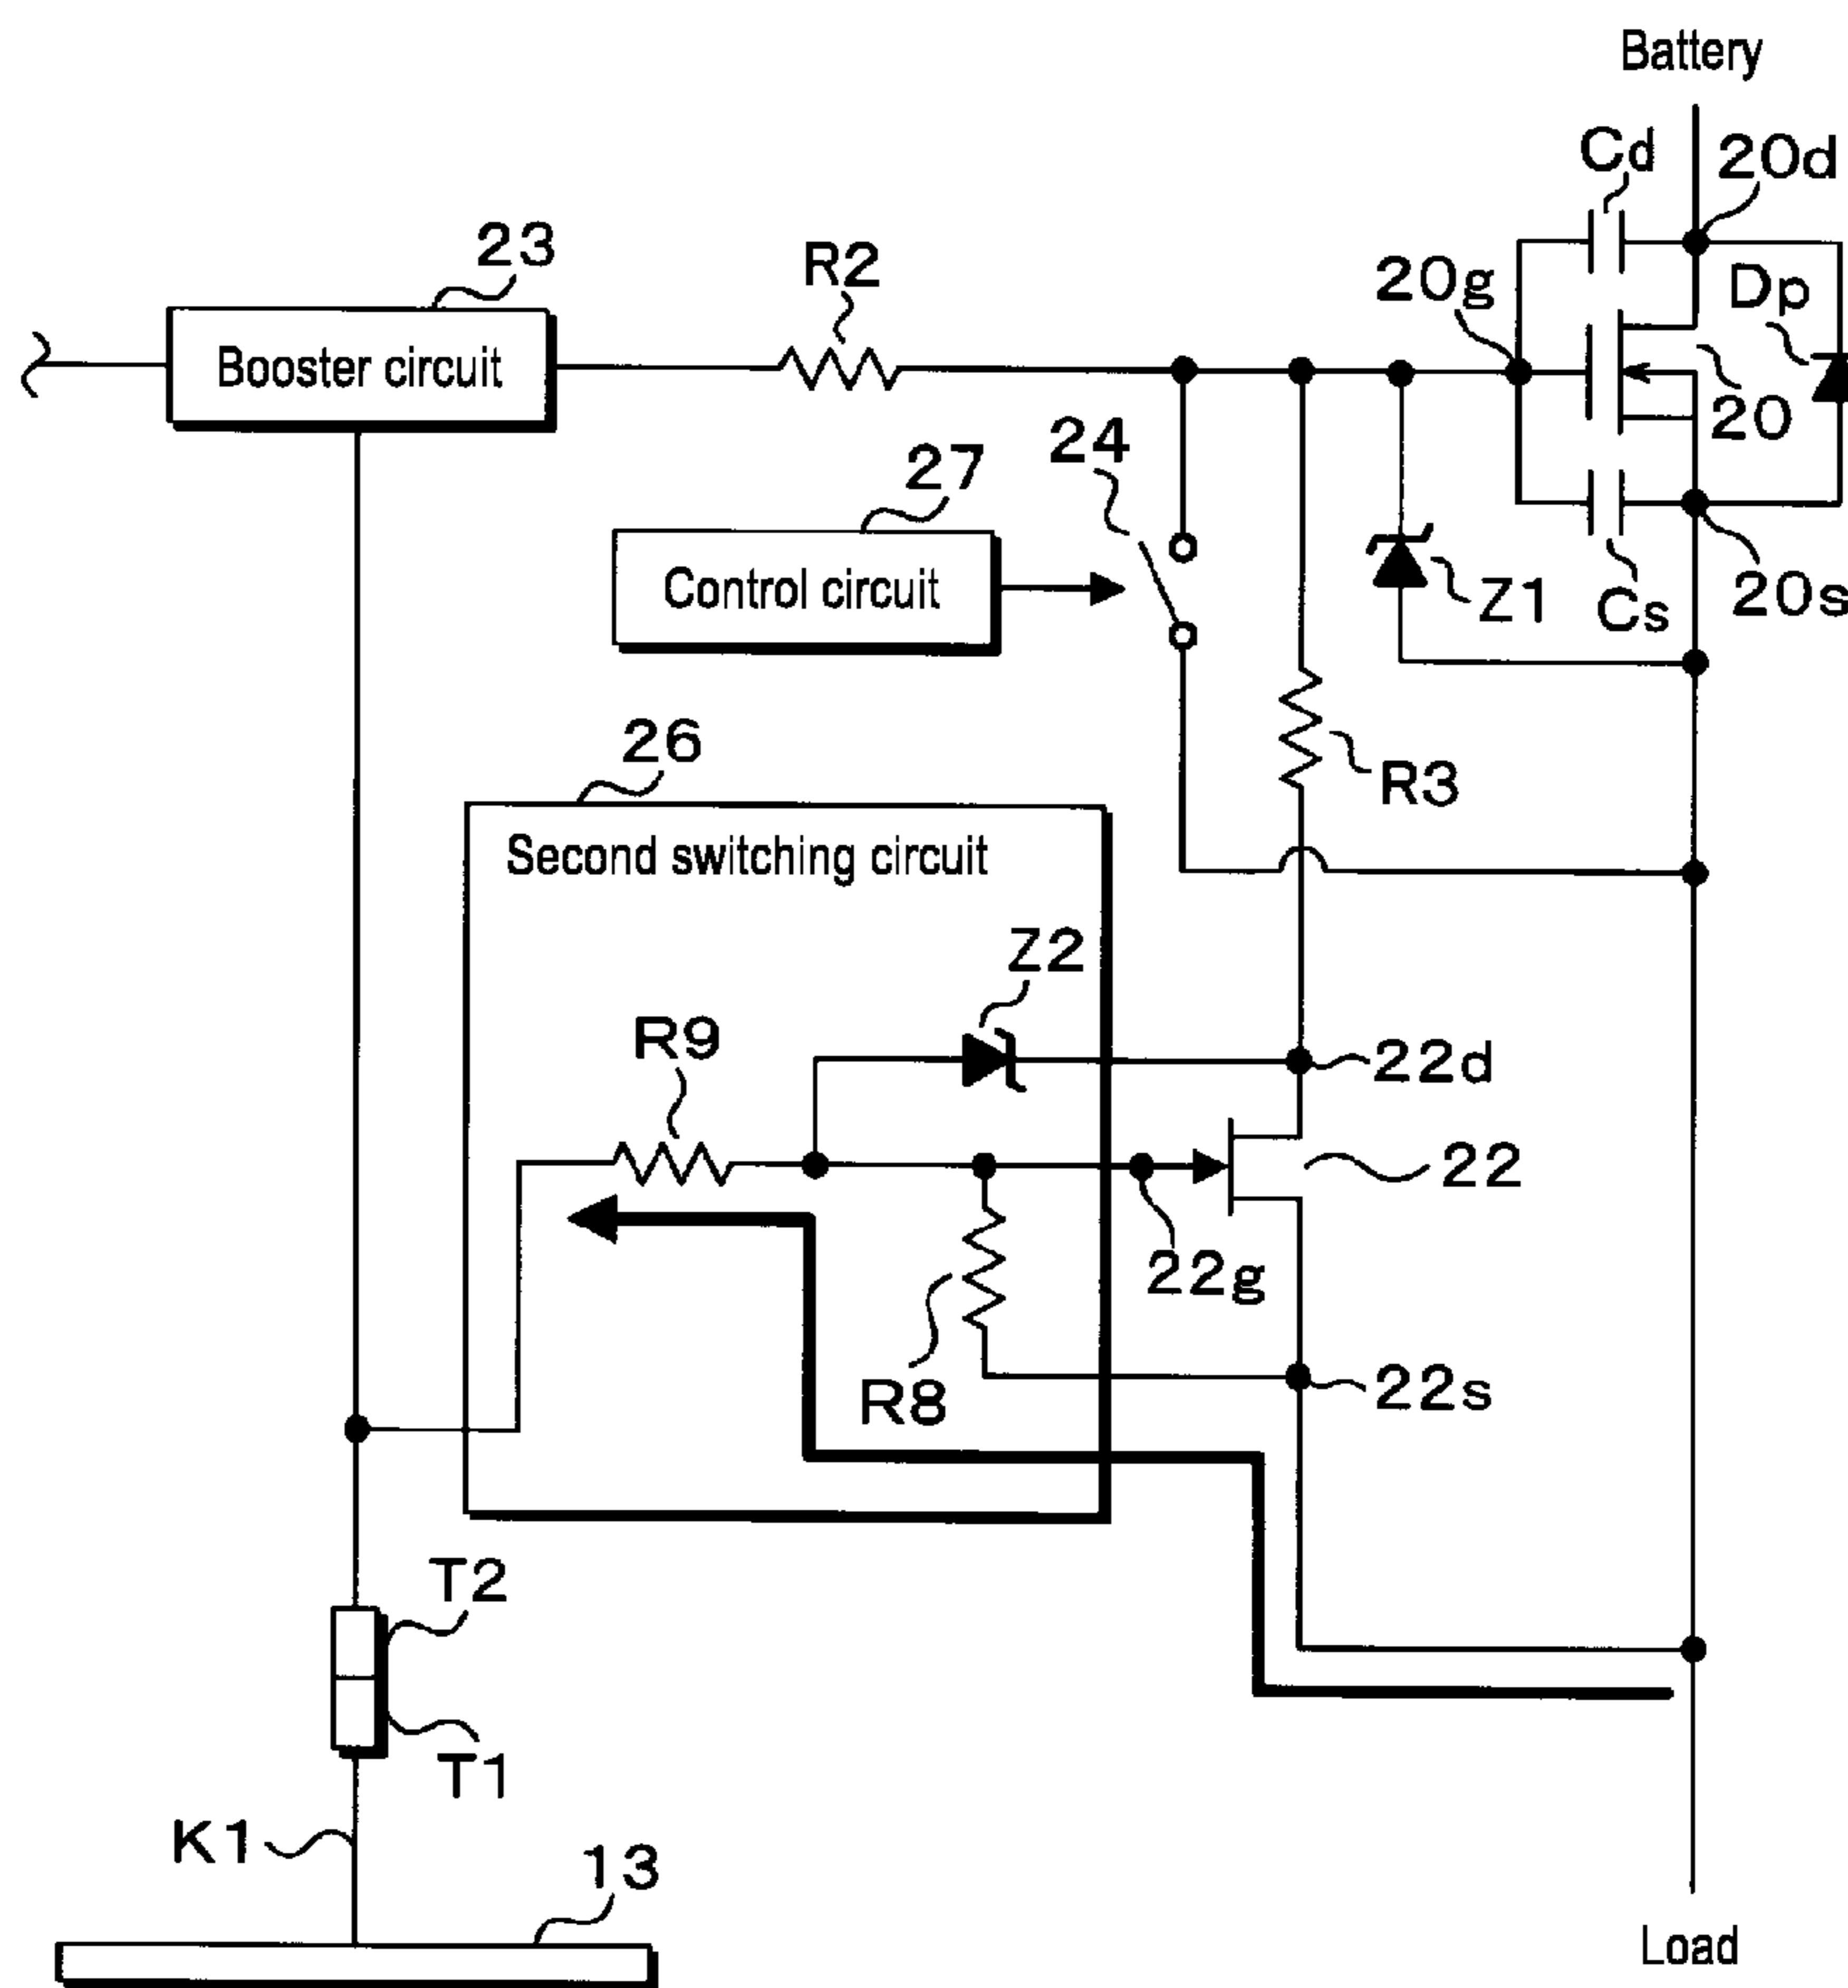 Battery
Cd
20d
23
R2
20g
Dp
Booster circuit
24
20
27
Control circuit
Z1
Cs
20s
26
R3
Second switching circuit
Z2
R9
22d
22
22g
R8
22s
T2
T1
K1
13
Load